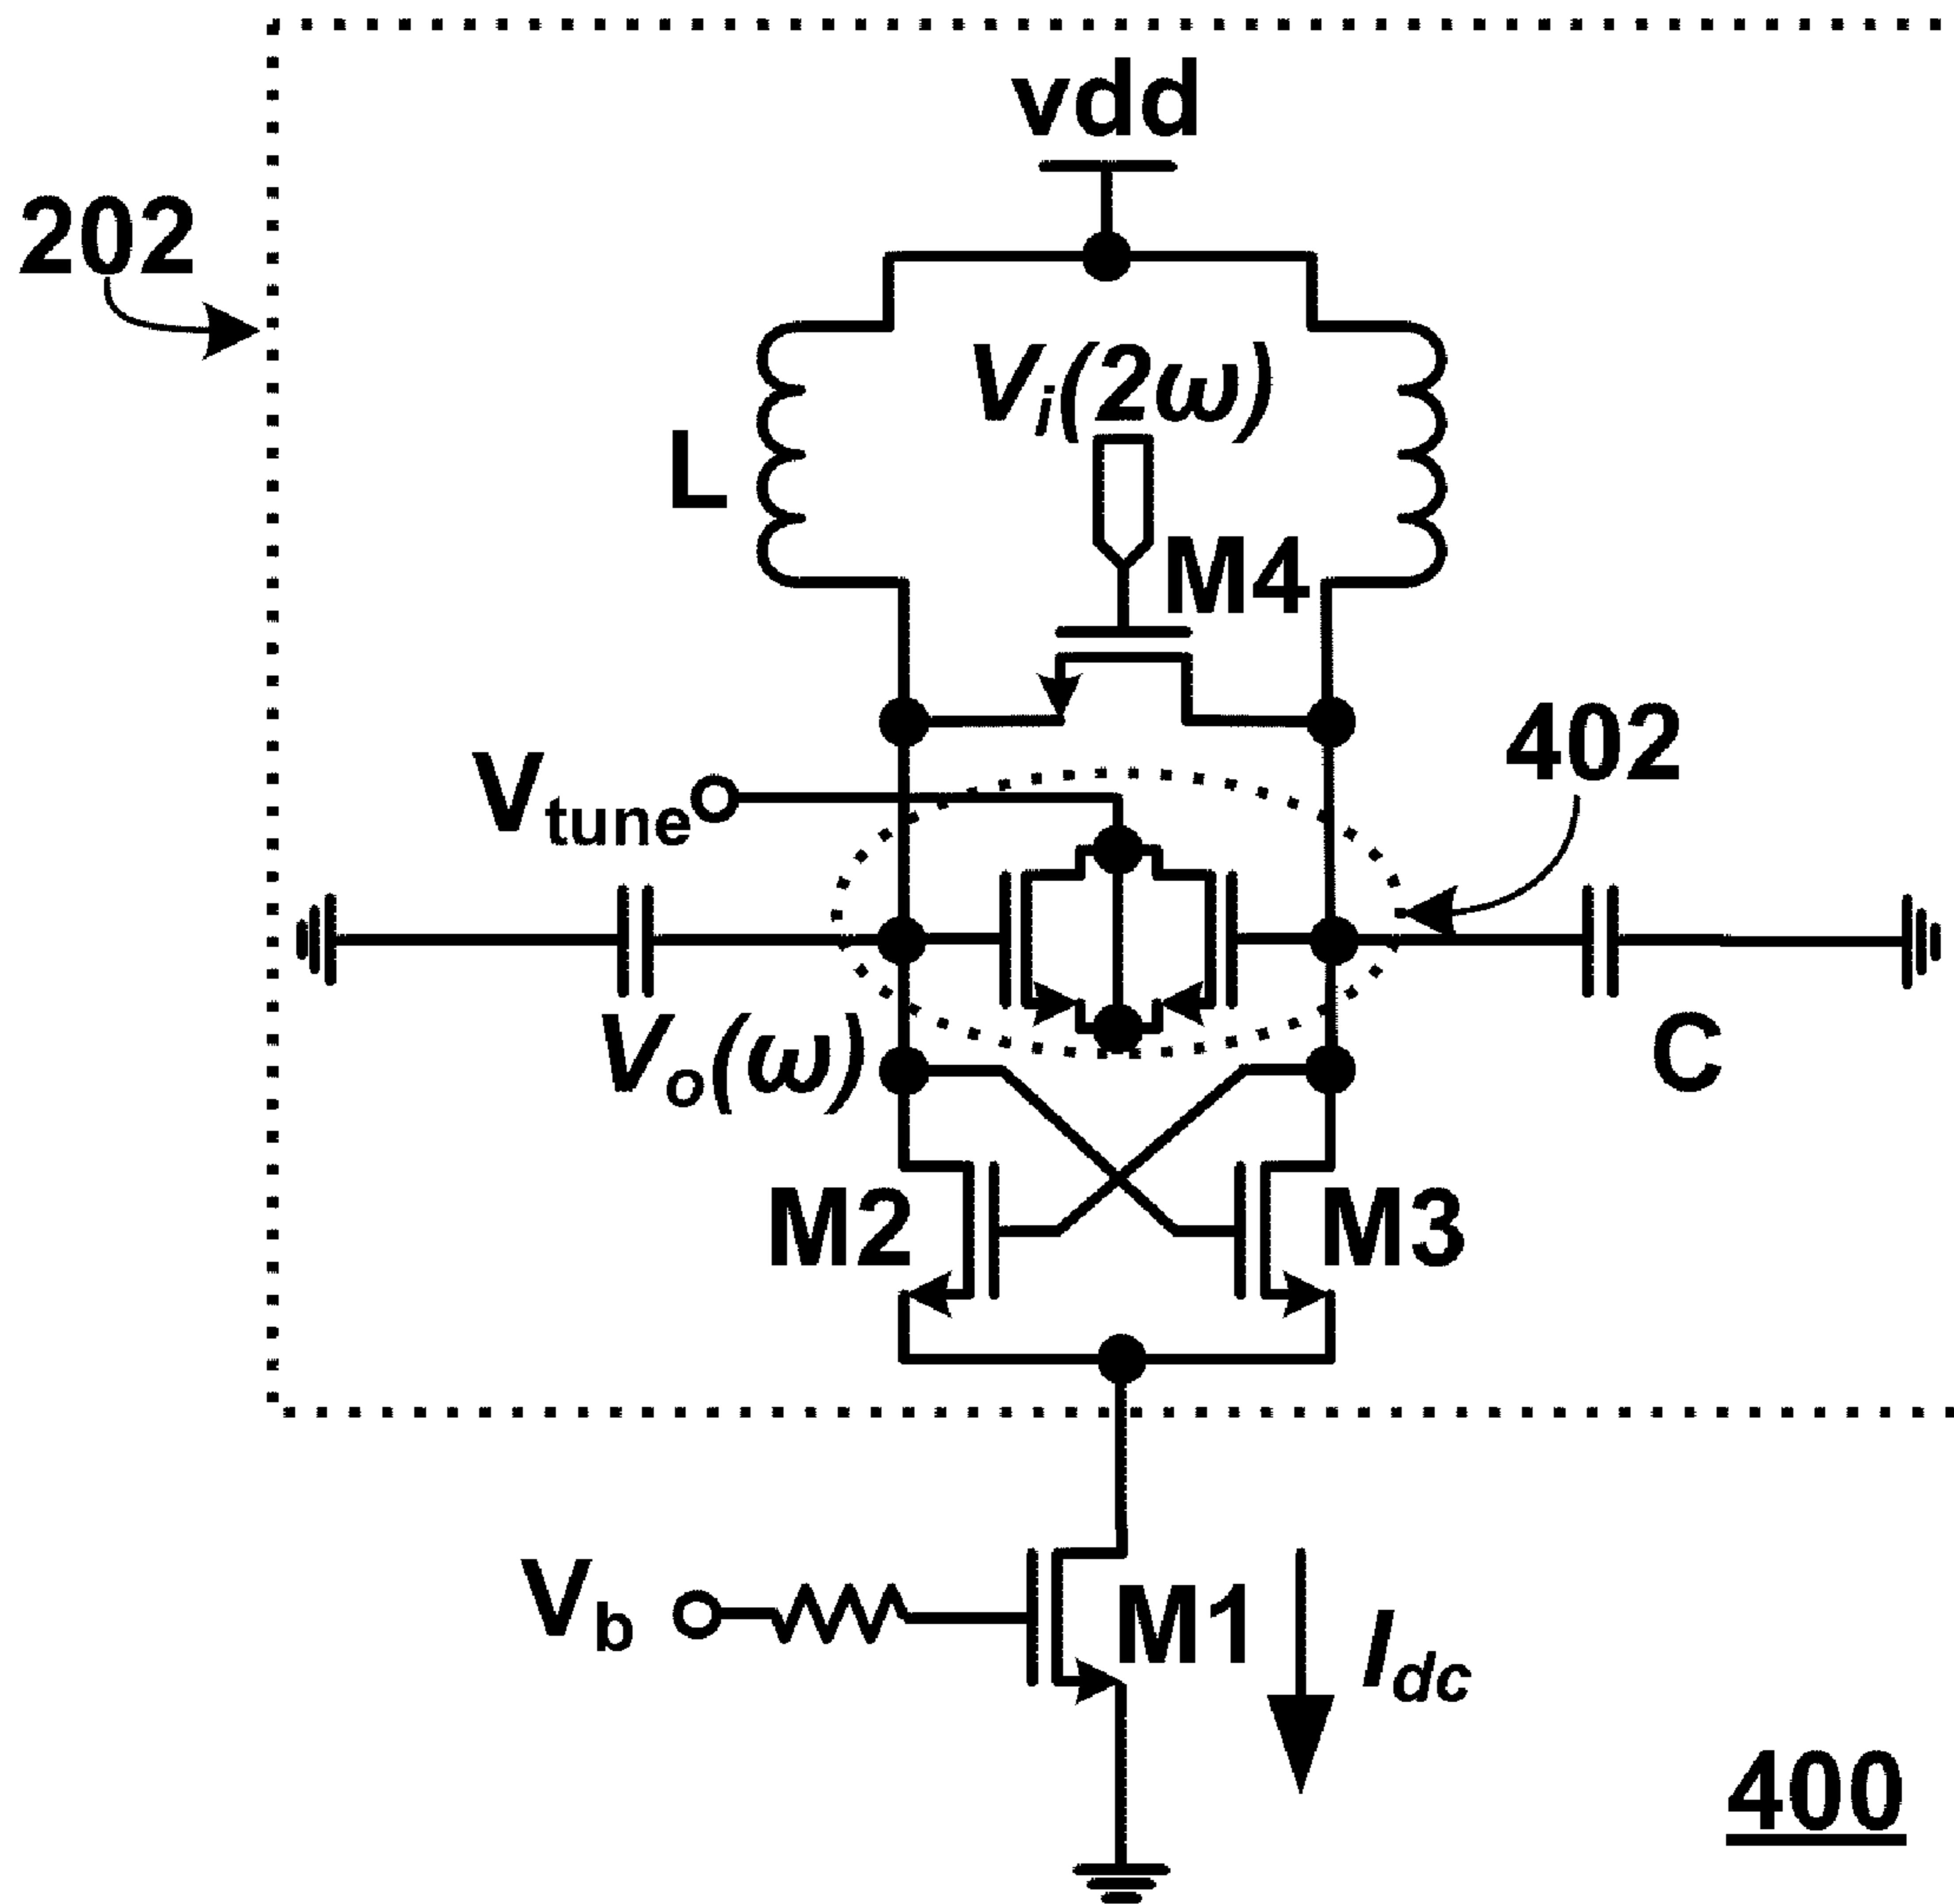 vdd
202
Vi(2ω)
L
M4
402
Vtune
Vo(ω)
C
M2
M3
Vb
M1
Idc
400